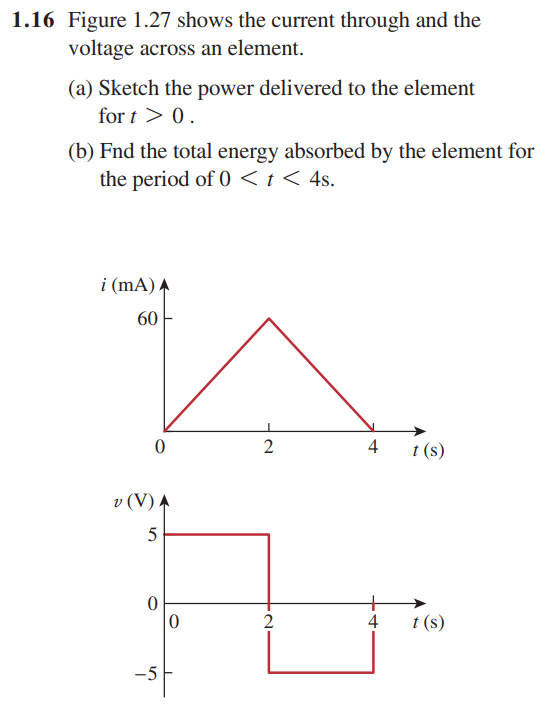 1.16 Figure 1.27 shows the current through and the
voltage across an element.
(a) Sketch the power delivered to the element
for t > 0.
(b) Fnd the total energy absorbed by the element for
the period of 0 < t < 4s.
i (mA)
60
0
2
4
t (s)
v (V)
5
0
0
2
4
t (s)
−5